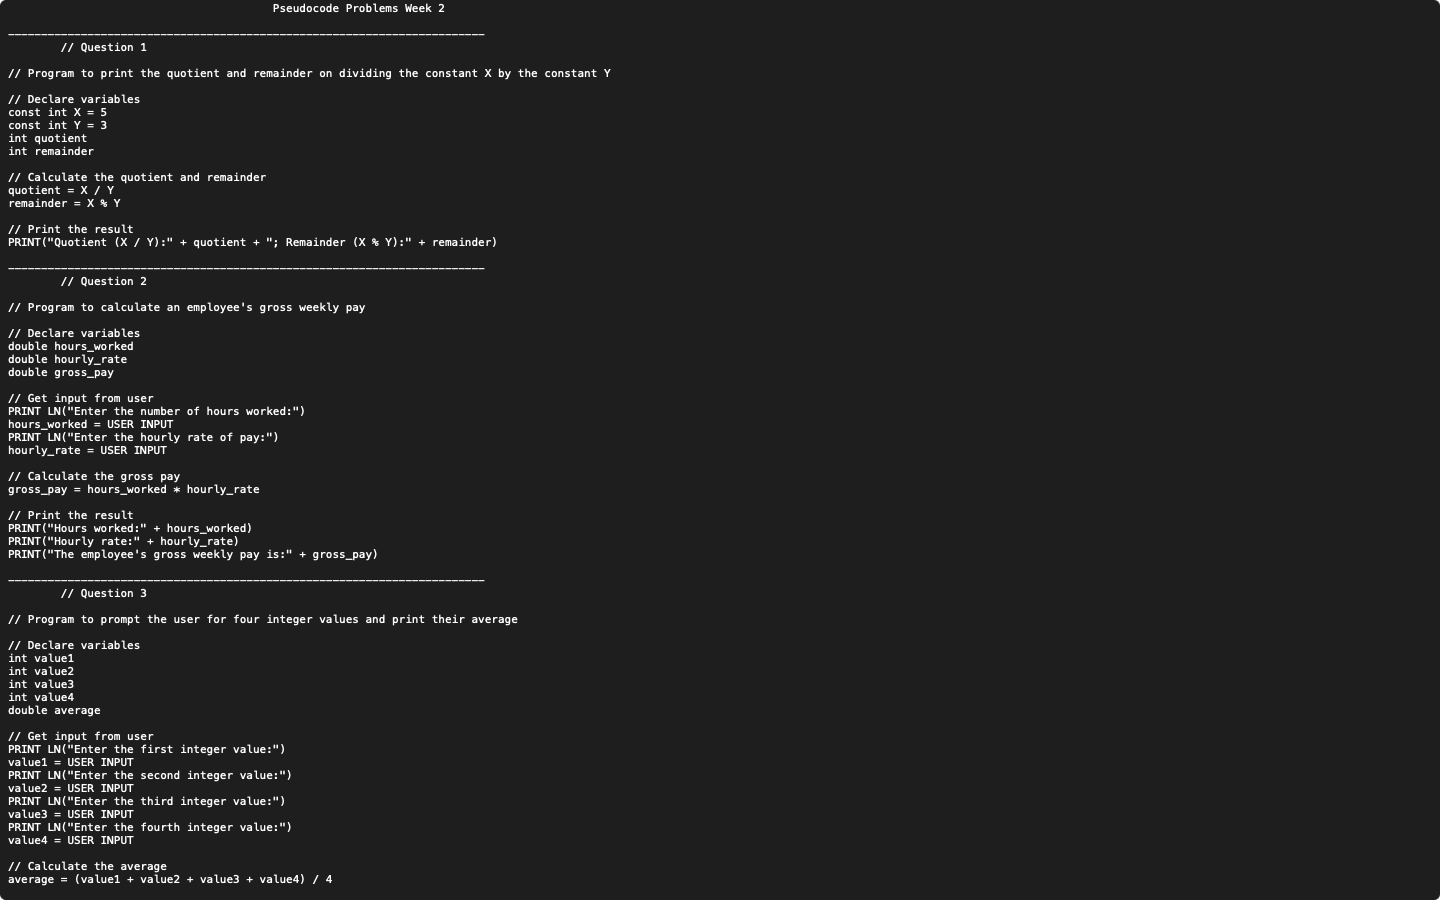 Pseudocode Problems Week 2
________________________________________________________________________
// Question 1
// Program to print the quotient and remainder on dividing the constant X by the constant Y
// Declare variables
const int X = 5
const int Y = 3
int quotient
int remainder
// Calculate the quotient and remainder
quotient = X / Y
remainder = X % Y
// Print the result
PRINT("Quotient (X / Y):" + quotient + "; Remainder (X % Y):" + remainder)
________________________________________________________________________
// Question 2
// Program to calculate an employee's gross weekly pay
// Declare variables
double hours_worked
double hourly_rate
double gross_pay
// Get input from user
PRINT LN("Enter the number of hours worked:")
hours_worked = USER INPUT
PRINT LN("Enter the hourly rate of pay:")
hourly_rate = USER INPUT
// Calculate the gross pay
gross_pay = hours_worked * hourly_rate
// Print the result
PRINT("Hours worked:" + hours_worked)
PRINT("Hourly rate:" + hourly_rate)
PRINT("The employee's gross weekly pay is:" + gross_pay)
________________________________________________________________________
// Question 3
// Program to prompt the user for four integer values and print their average
// Declare variables
int value1
int value2
int value3
int value4
double average
// Get input from user
PRINT LN("Enter the first integer value:")
value1 = USER INPUT
PRINT LN("Enter the second integer value:")
value2 = USER INPUT
PRINT LN("Enter the third integer value:")
value3 = USER INPUT
PRINT LN("Enter the fourth integer value:")
value4 = USER INPUT
// Calculate the average
average = (value1 + value2 + value3 + value4) / 4